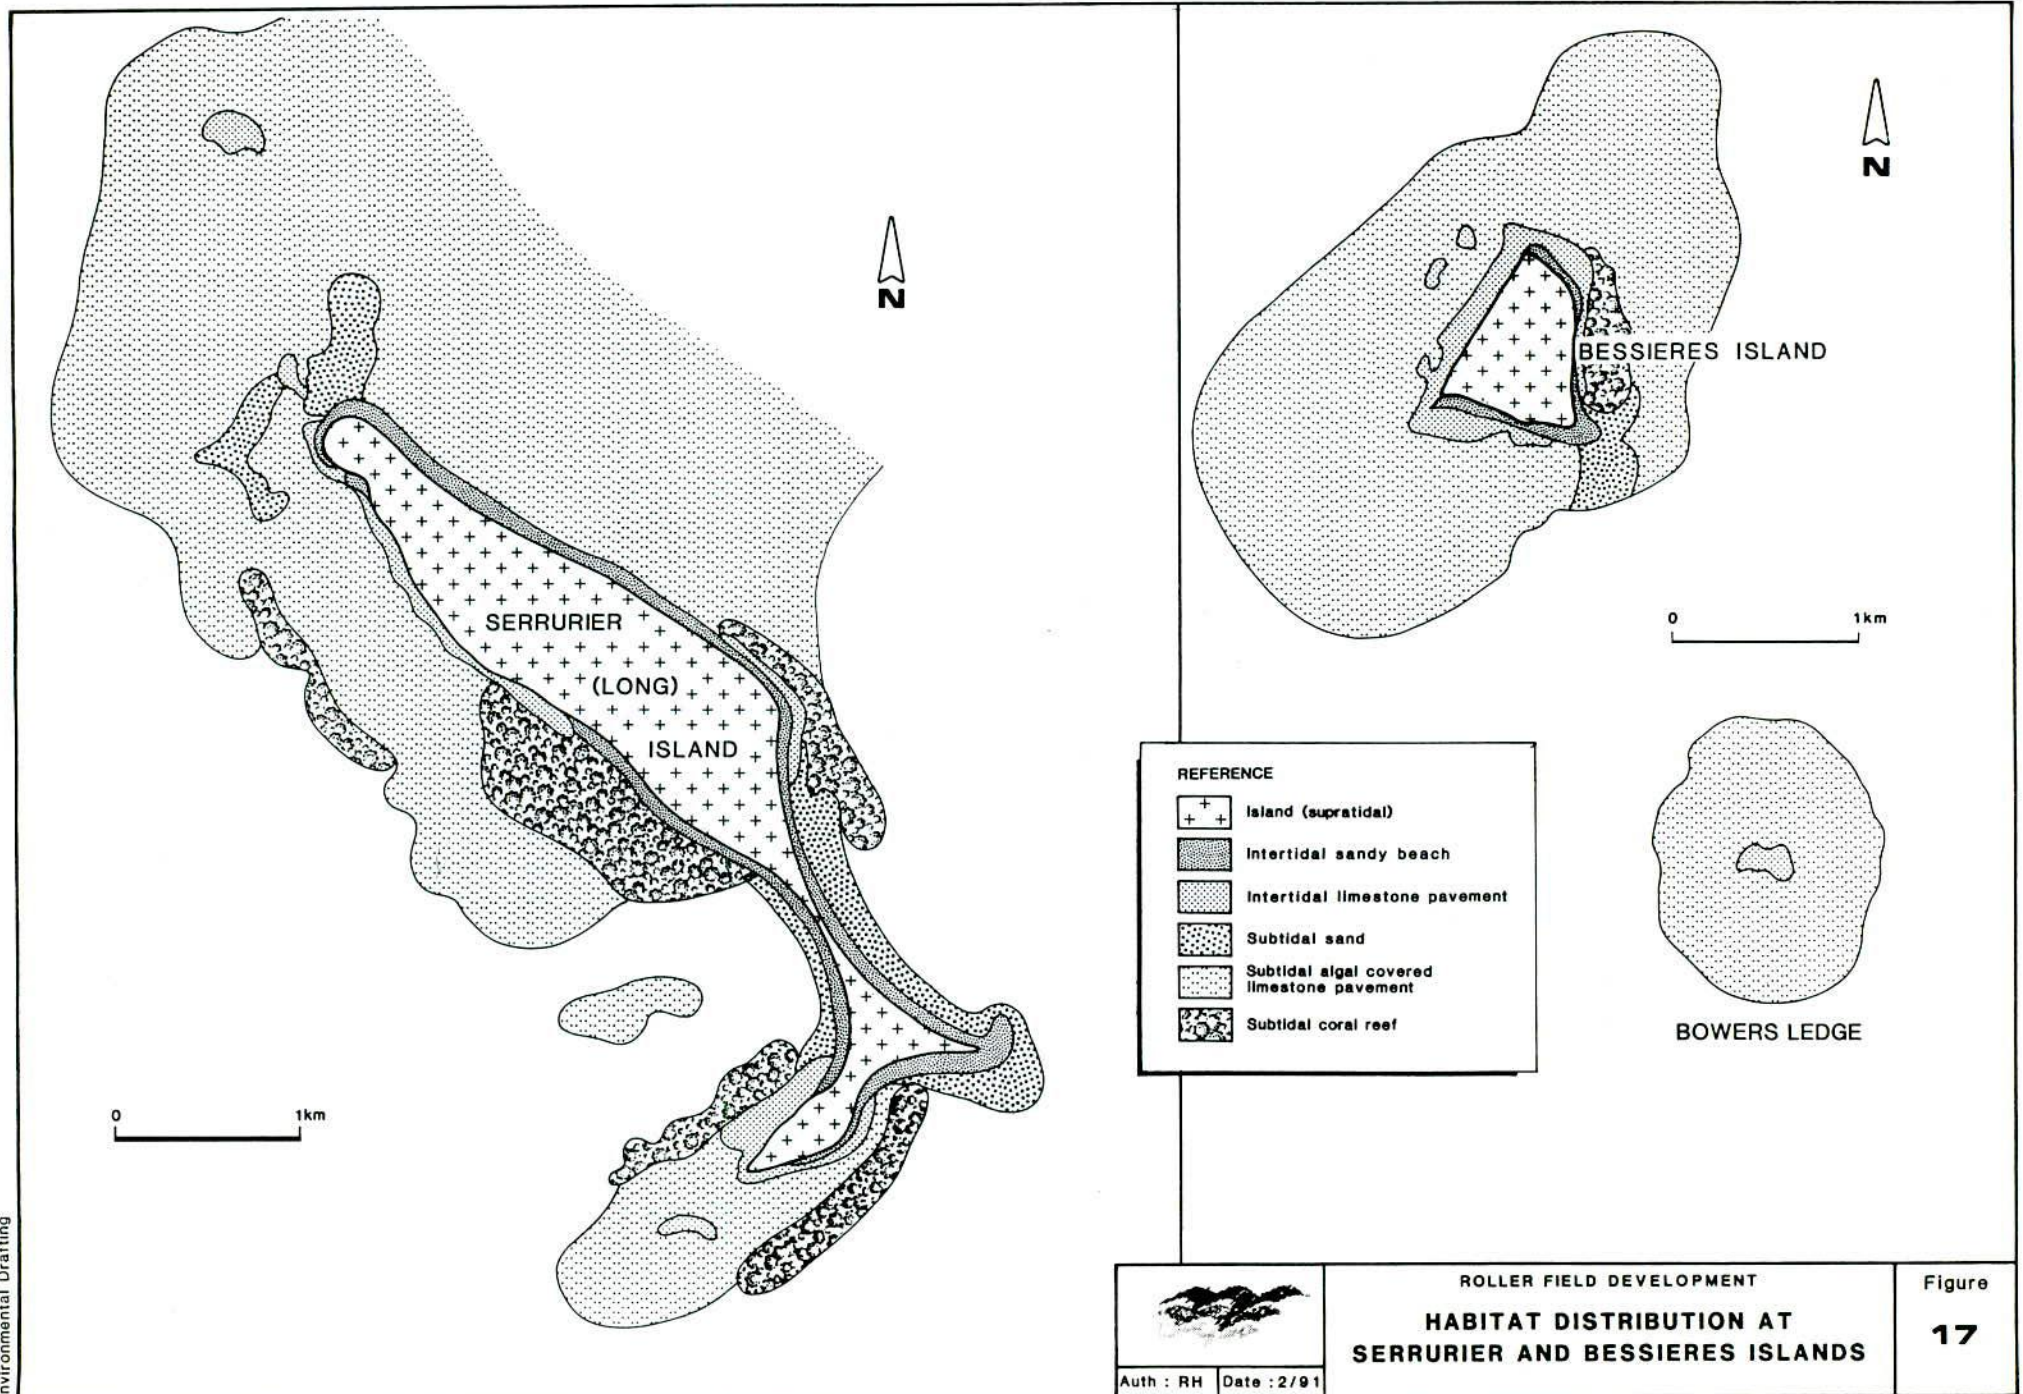 N
SERRURIER
(LONG)
ISLAND
0 1km
N
BESSIERES ISLAND
0 1km
BOWERS LEDGE
REFERENCE
Island (supratidal)
Intertidal sandy beach
Intertidal limestone pavement
Subtidal sand
Subtidal algal covered
limestone pavement
Subtidal coral reef
ROLLER FIELD DEVELOPMENT
HABITAT DISTRIBUTION AT
SERRURIER AND BESSIERES ISLANDS
Figure
17
Auth : RH Date : 2/91
Drafting